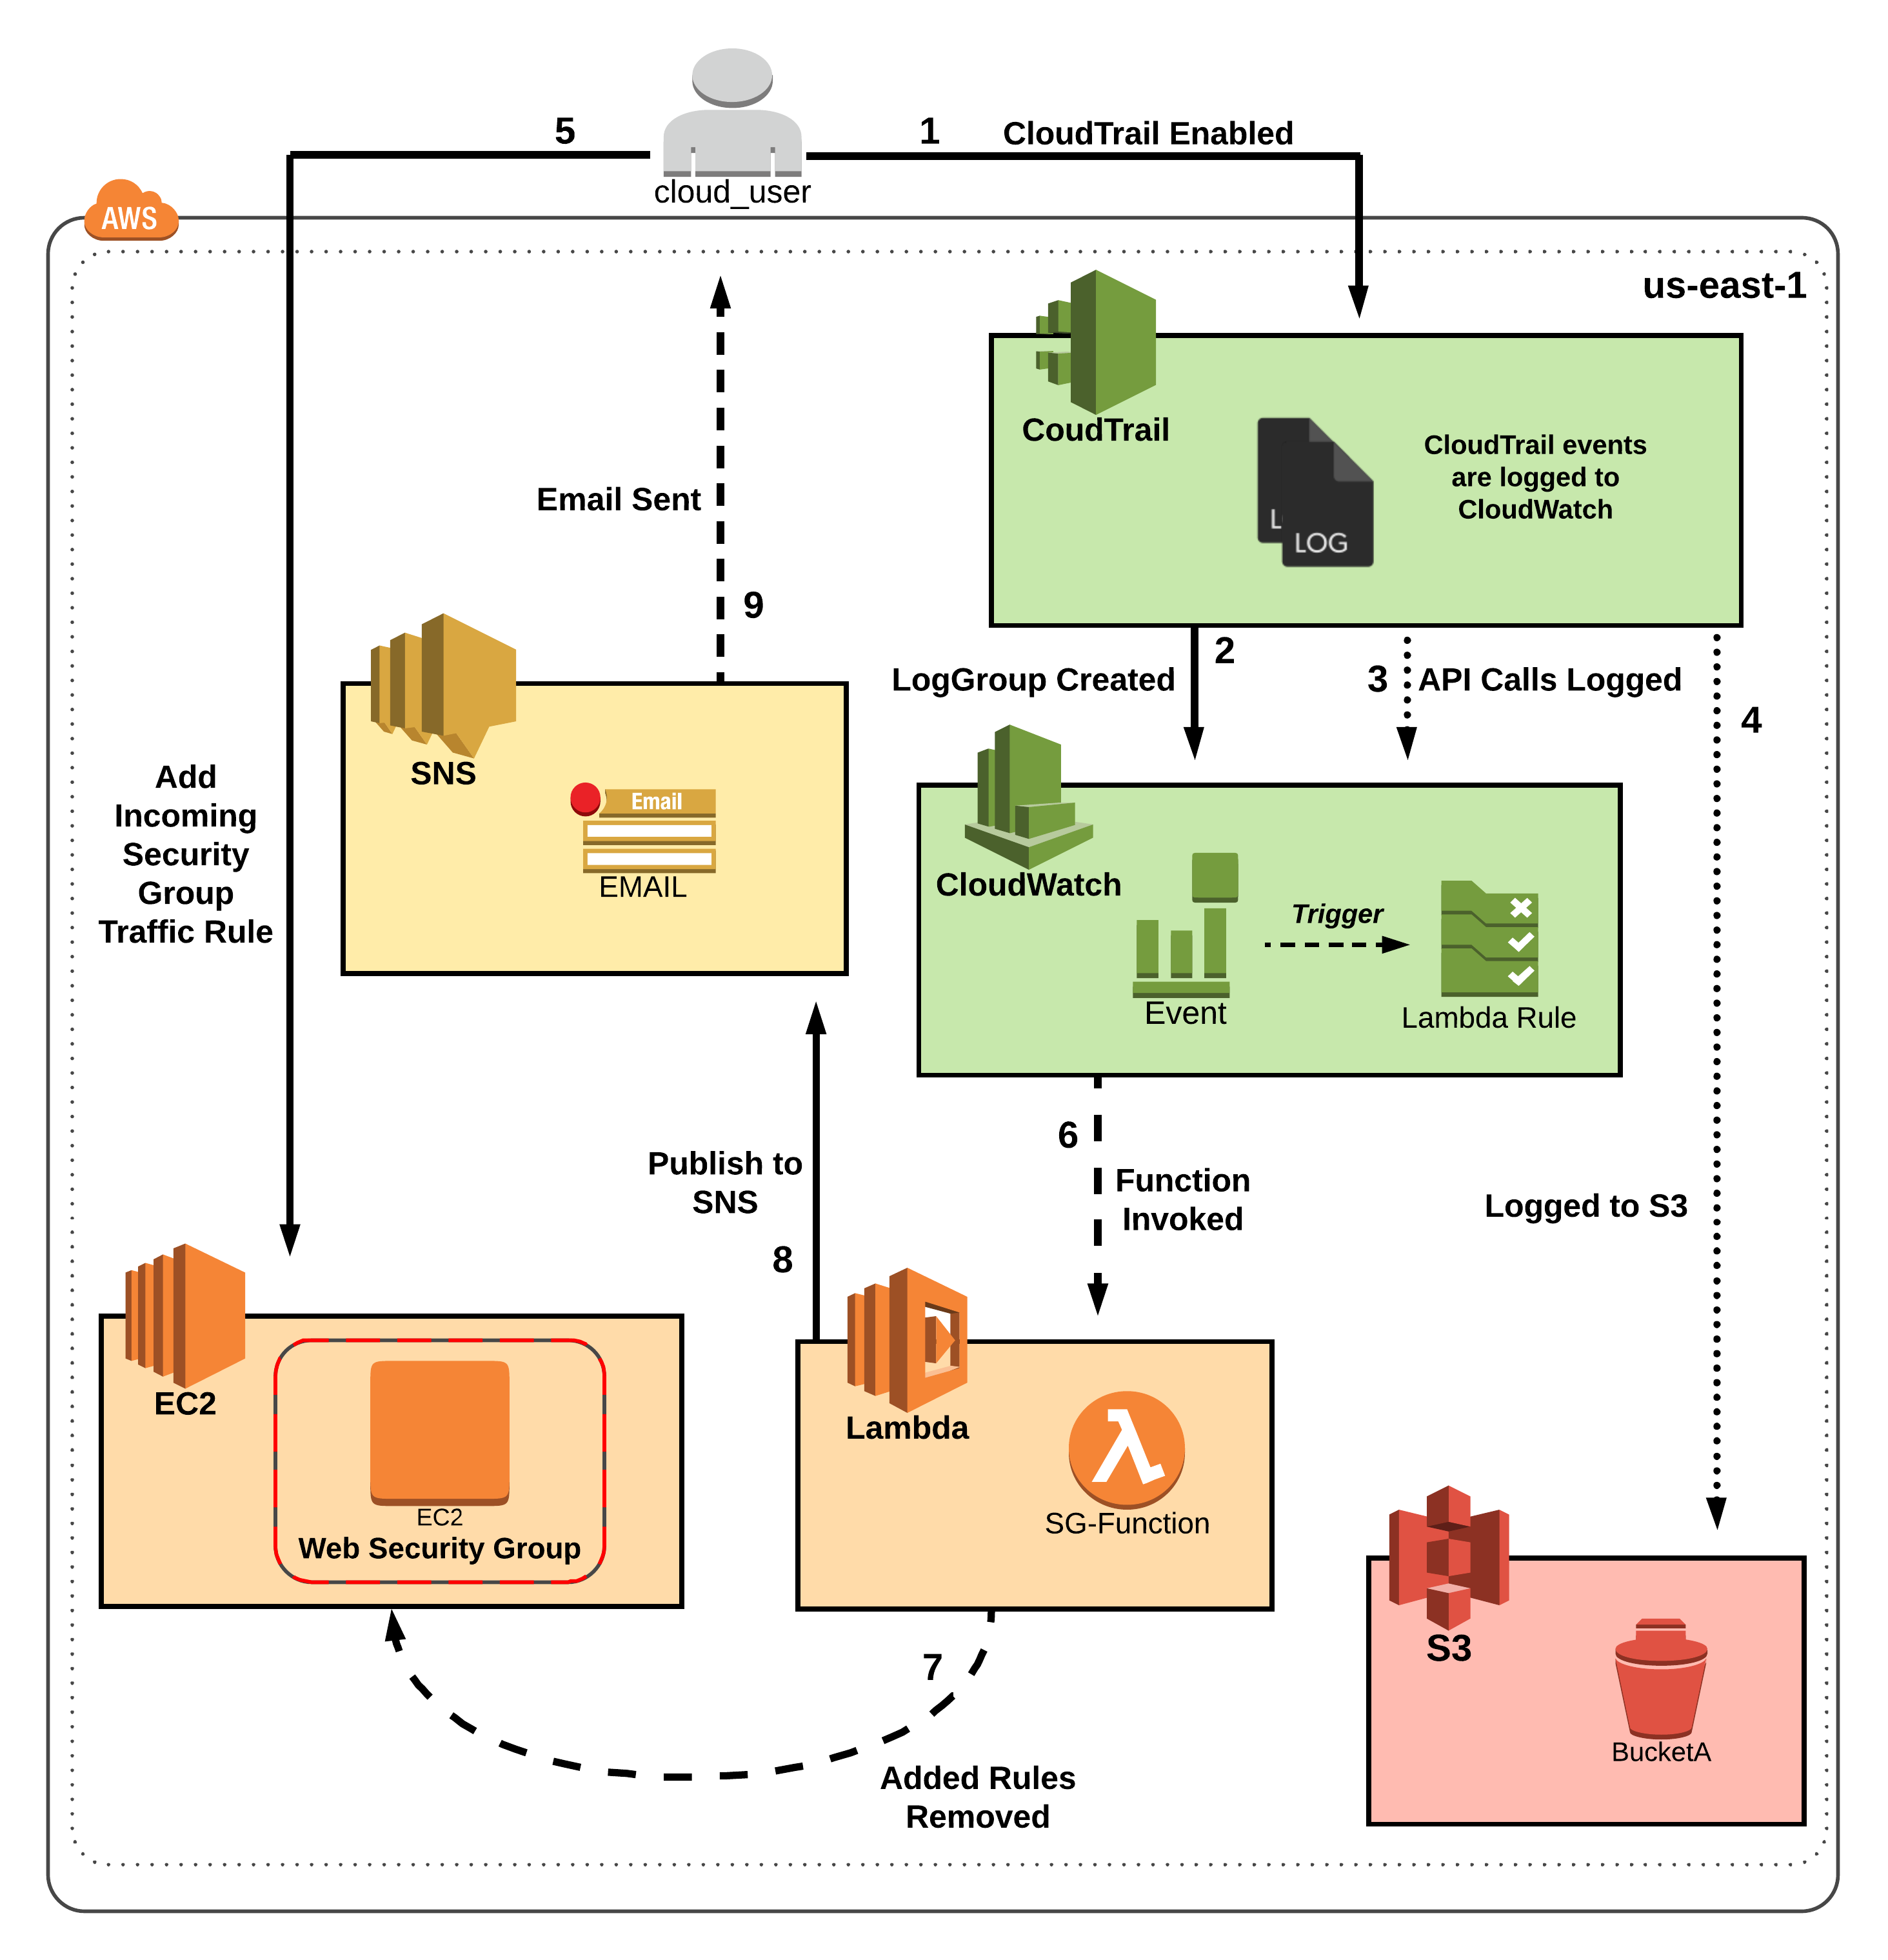 5
1
CloudTrail Enabled
cloud_user
AWS
us-east-1
CoudTrail
CloudTrail events
are logged to
CloudWatch
L
LOG
Email Sent
9
2
LogGroup Created
3
API Calls Logged
4
SNS
Email
EMAIL
Add
Incoming
Security
Group
Traffic Rule
CloudWatch
Trigger
Event
Lambda Rule
6
Function
Invoked
Publish to
SNS
8
Logged to S3
EC2
EC2
Web Security Group
Lambda
SG-Function
7
Added Rules
Removed
S3
BucketA